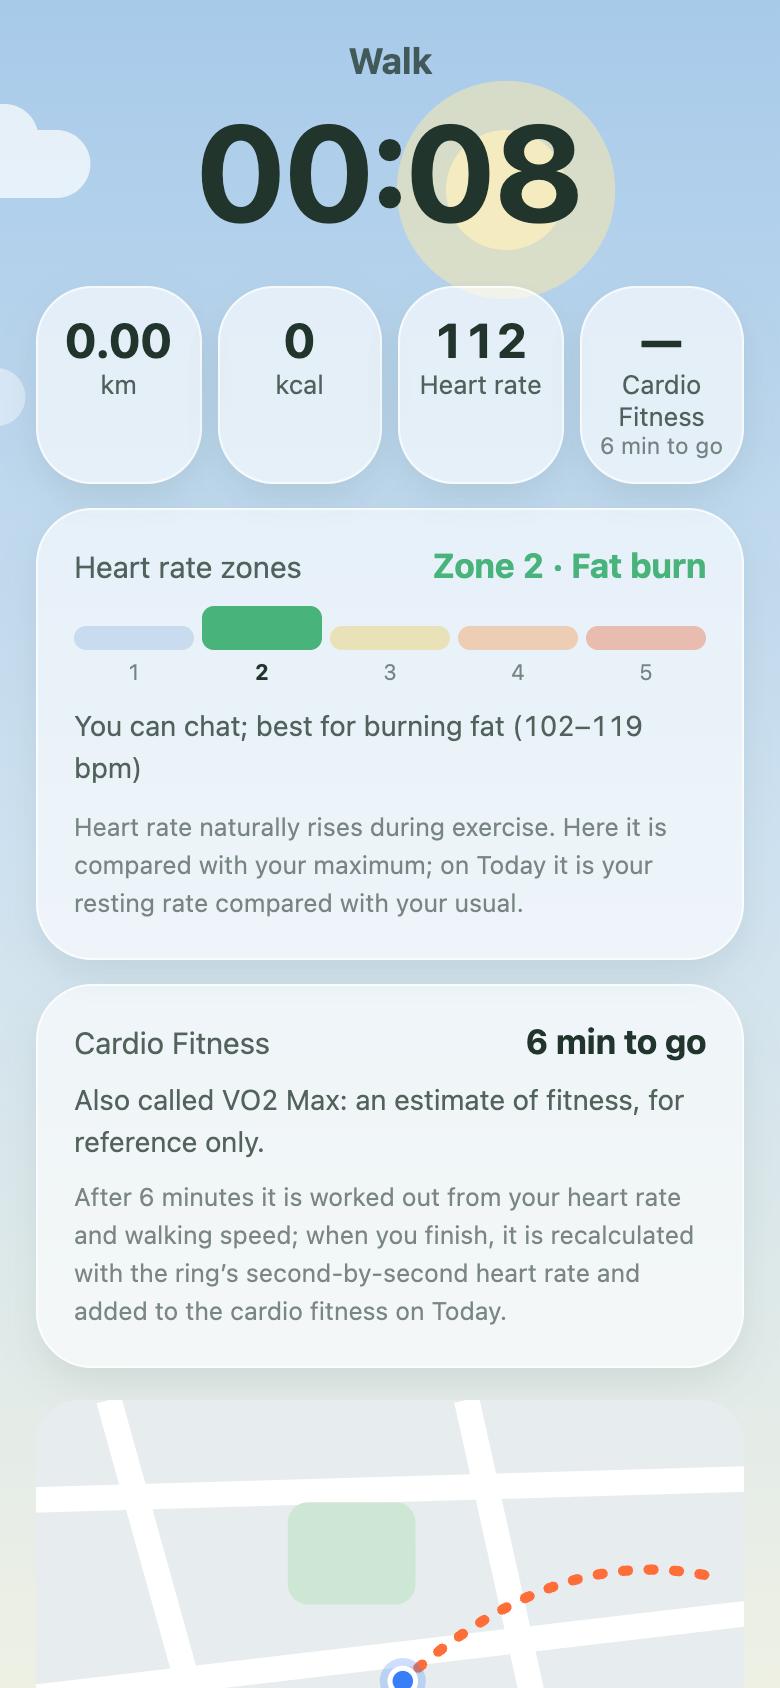 Walk
00:08
0.00
km
0
kcal
112
Heart rate
—
Cardio
Fitness
6 min to go
Heart rate zones
Zone 2 · Fat burn
1
2
3
4
5
You can chat; best for burning fat (102–119
bpm)
Heart rate naturally rises during exercise. Here it is
compared with your maximum; on Today it is your
resting rate compared with your usual.
Cardio Fitness
6 min to go
Also called VO2 Max: an estimate of fitness, for
reference only.
After 6 minutes it is worked out from your heart rate
and walking speed; when you finish, it is recalculated
with the ring’s second-by-second heart rate and
added to the cardio fitness on Today.